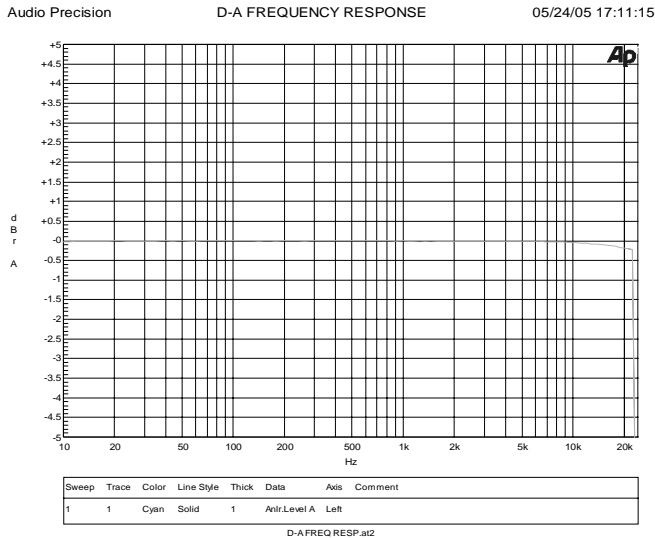 Audio Precision D-A FREQUENCY RESPONSE 05/24/05 17:11:15
Ap
+5
+4.5
+4
+3.5
+3
+2.5
+2
+1.5
+1
+0.5
-0
-0.5
-1
-1.5
-2
-2.5
-3
-3.5
-4
-4.5
-5
d
B
r
A
10 20 50 100 200 500 1k 2k 5k 10k 20k
Hz
Sweep Trace Color Line Style Thick Data Axis Comment
1 1 Cyan Solid 1 Anlr.Level A Left
D-A FREQ RESP.at2